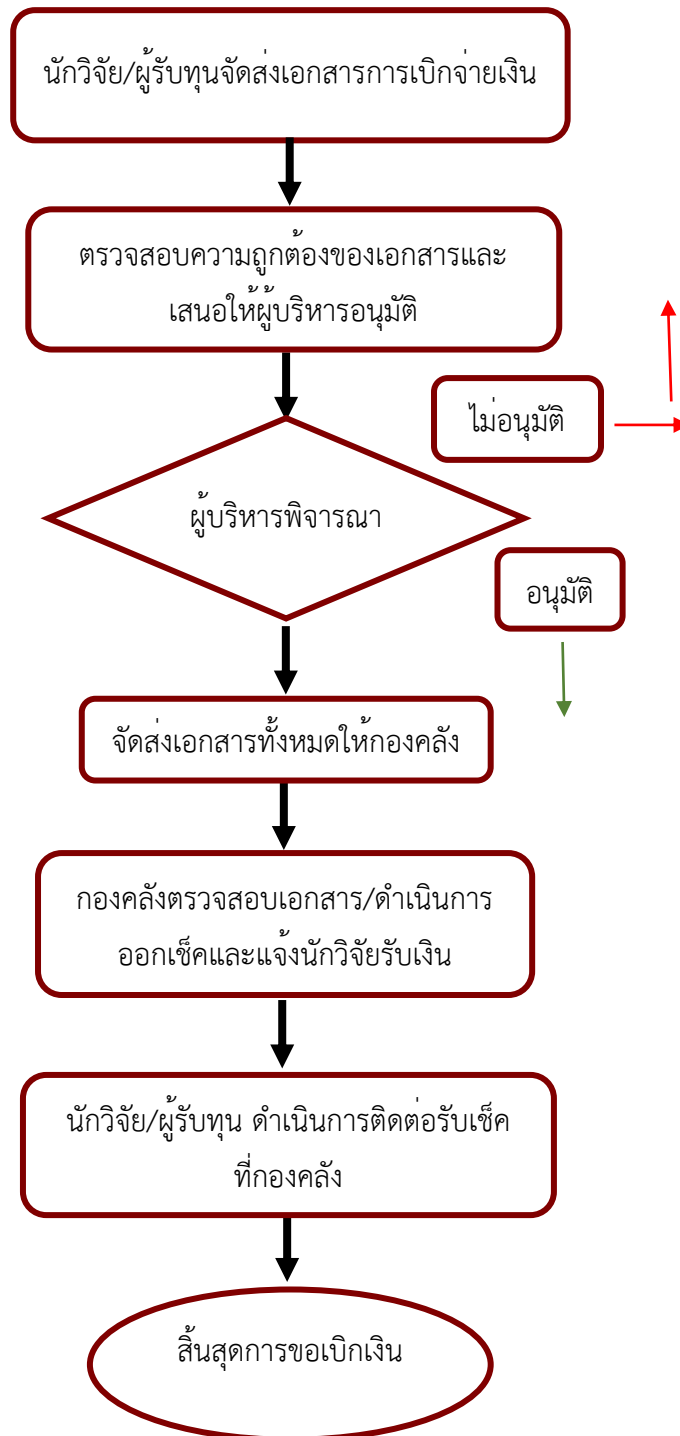 นักวิจัย/ผู้รับทุนจัดส่งเอกสารการเบิกจ่ายเงิน
ตรวจสอบความถูกต้องของเอกสารและ
เสนอให้ผู้บริหารอนุมัติ
ไม่อนุมัติ
ผู้บริหารพิจารณา
อนุมัติ
จัดส่งเอกสารทั้งหมดให้กองคลัง
กองคลังตรวจสอบเอกสาร/ดำเนินการ
ออกเช็คและแจ้งนักวิจัยรับเงิน
นักวิจัย/ผู้รับทุน ดำเนินการติดต่อรับเช็ค
ที่กองคลัง
สิ้นสุดการขอเบิกเงิน